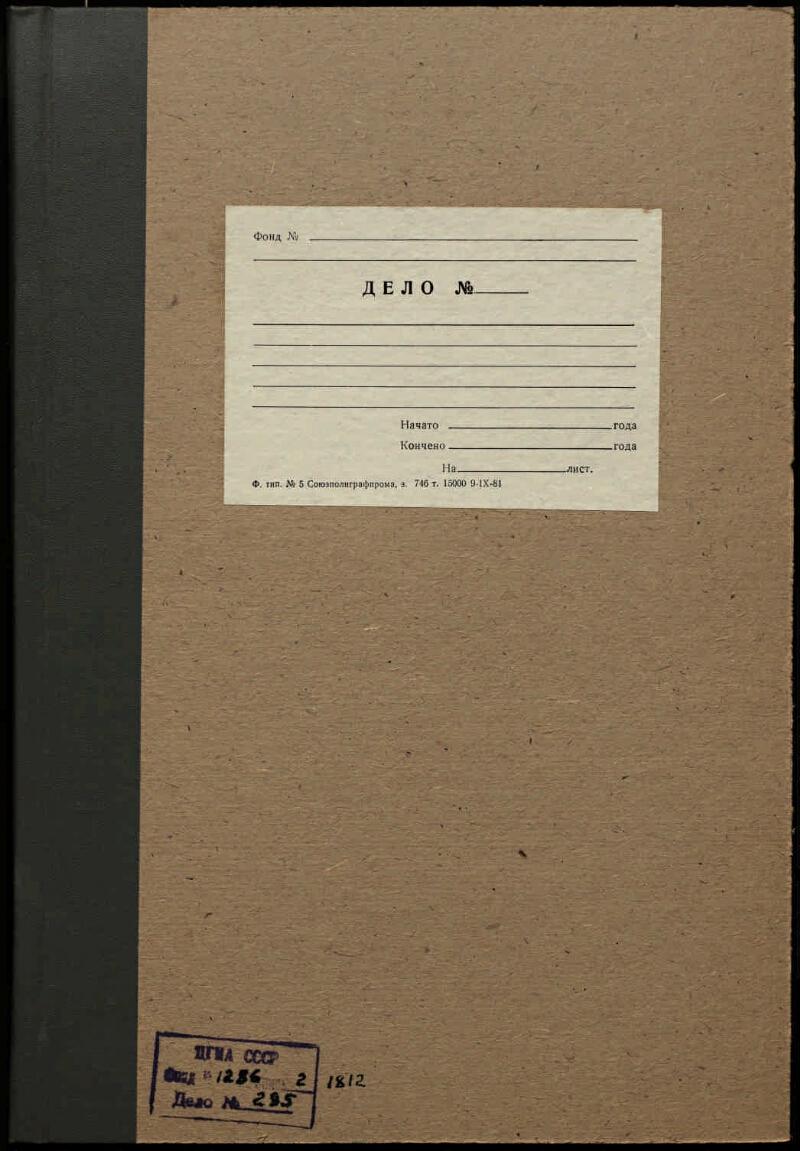 Фонд №
ДЕЛО №
Начато года
Кончено года
На лист.
Ф. тип. № 5 Союзполиграфпрома, з. 746 т. 15000 9-IX-81
ЦГИА СССР
Фонд № 1286 2 1812
Дело № 295